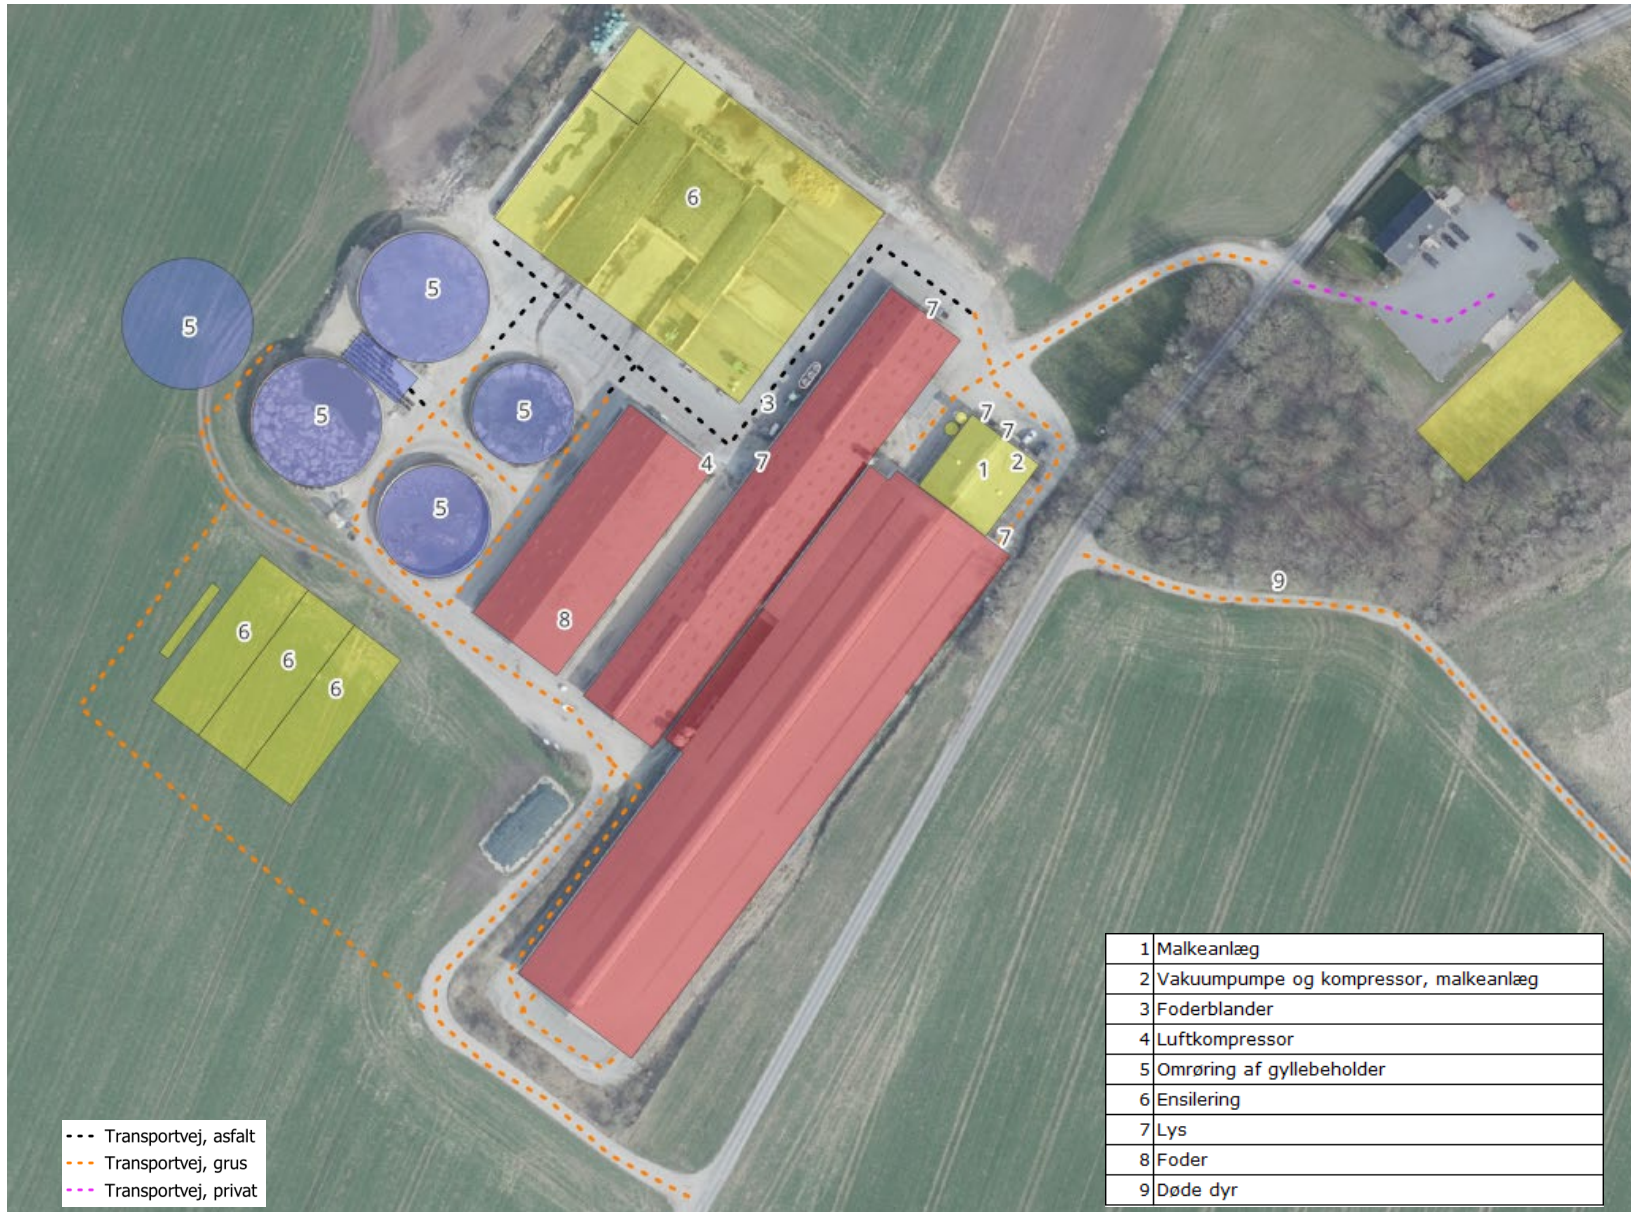 6
5
5
7
3
5
5
7
7
4
7
1
2
5
7
9
8
6
6
6
1 Malkeanlæg
2 Vakuumpumpe og kompressor, malkeanlæg
3 Foderblander
4 Luftkompressor
5 Omrøring af gyllebeholder
6 Ensilering
7 Lys
8 Foder
9 Døde dyr
Transportvej, asfalt
Transportvej, grus
Transportvej, privat